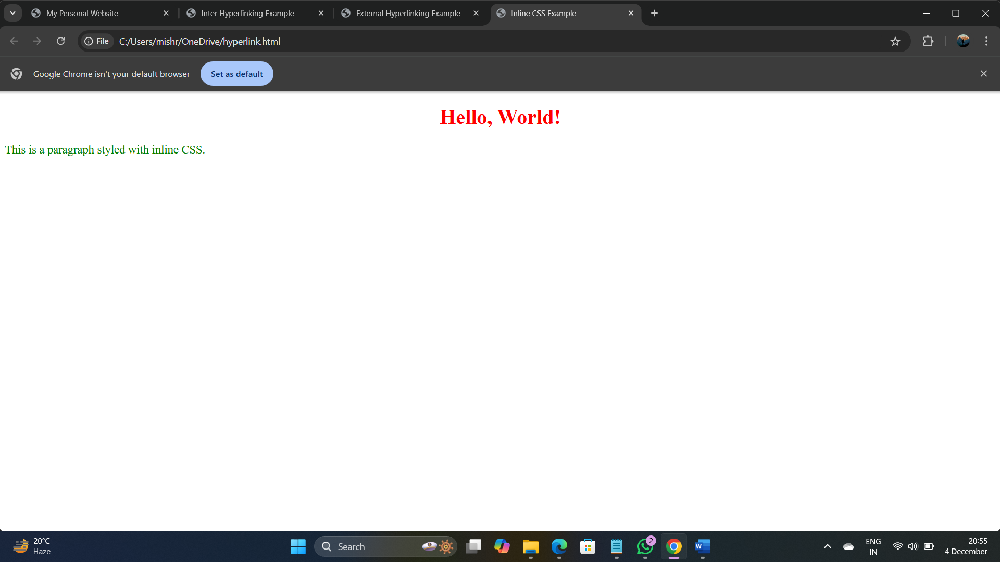 My Personal Website
Inter Hyperlinking Example
External Hyperlinking Example
Inline CSS Example
File
C:/Users/mishr/OneDrive/hyperlink.html
Google Chrome isn't your default browser
Set as default
Hello, World!
This is a paragraph styled with inline CSS.
20°C
Haze
Search
2
W
ENG
IN
20:55
4 December